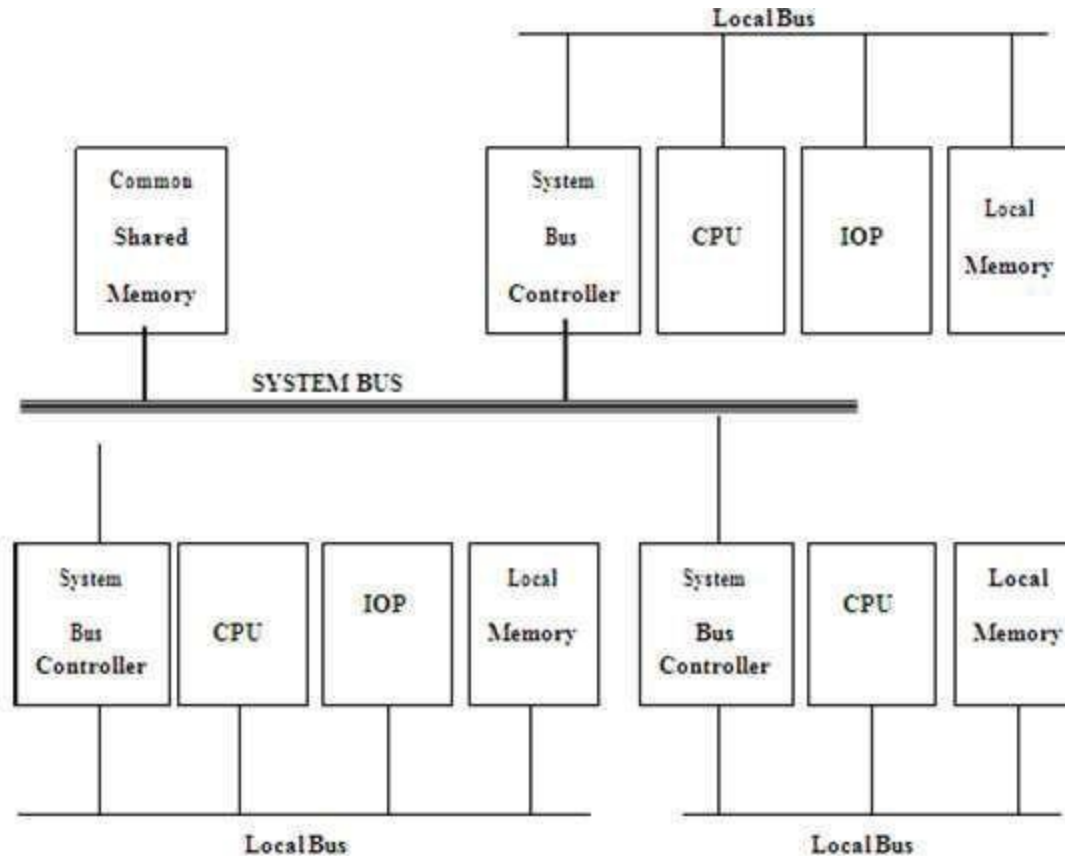 Local Bus
Common
Shared
Memory
System
Bus
Controller
CPU
IOP
Local
Memory
SYSTEM BUS
System
Bus
Controller
CPU
IOP
Local
Memory
System
Bus
Controller
CPU
Local
Memory
Local Bus
Local Bus